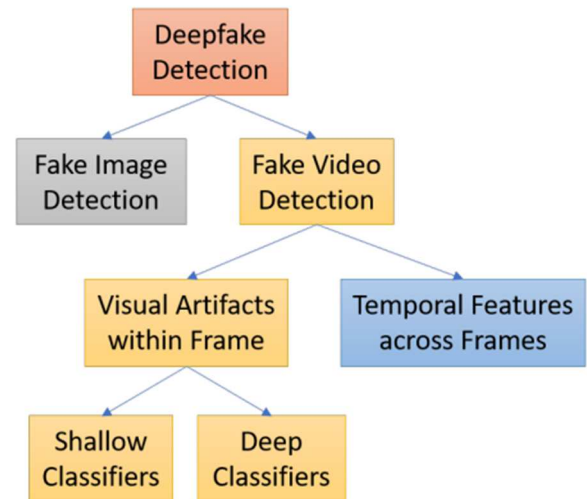 Deepfake
Detection
Fake Image
Detection
Fake Video
Detection
Visual Artifacts
within Frame
Temporal Features
across Frames
Shallow
Classifiers
Deep
Classifiers